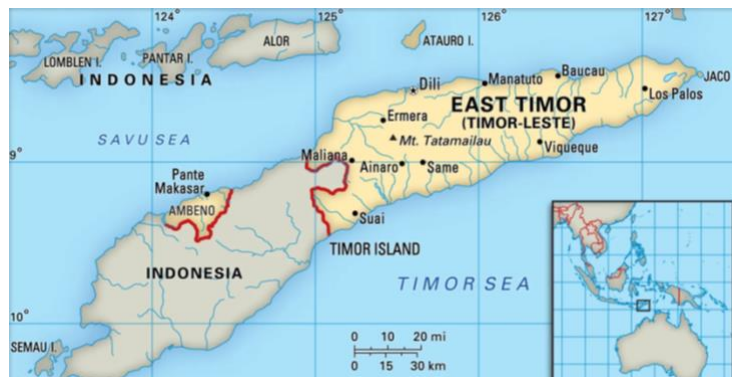 124°
125°
126°
127°
LOMBLEN I.
PANTAR I.
ALOR
ATAURO I.
INDONESIA
JACO
Dili
Manatuto
Baucau
Los Palos
EAST TIMOR
(TIMOR-LESTE)
Ermera
Mt. Tatamailau
SAVU SEA
Viqueque
9°
Maliana
Ainaro
Same
Pante
Makasar
AMBENO
Suai
TIMOR ISLAND
INDONESIA
TIMOR SEA
10°
SEMAU I.
0 10 20 mi
0 15 30 km